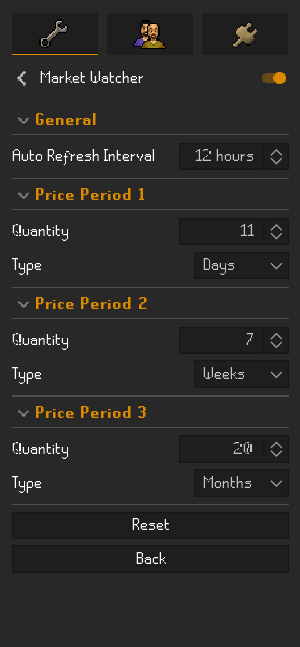 Market Watcher
General
Auto Refresh Interval 12 hours
Price Period 1
Quantity 11
Type Days
Price Period 2
Quantity 7
Type Weeks
Price Period 3
Quantity 20
Type Months
Reset
Back